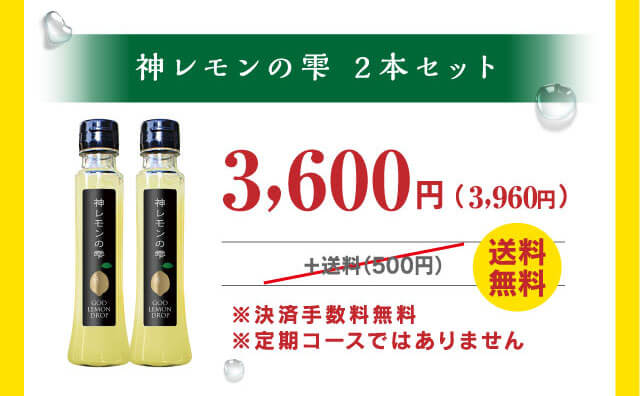 神レモンの雫 2本セット
3,600円(3,960円)
+送料(500円)
送料
無料
※決済手数料無料
※定期コースではありません
神レモンの雫
GOD
LEMON
DROP
神レモンの雫
GOD
LEMON
DROP